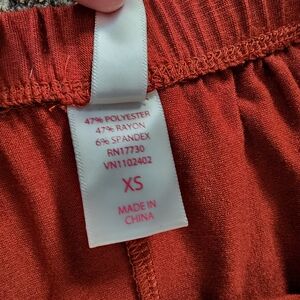 47% POLYESTER
47% RAYON
6% SPANDEX
RN17730
VN1102402
XS
MADE IN
CHINA